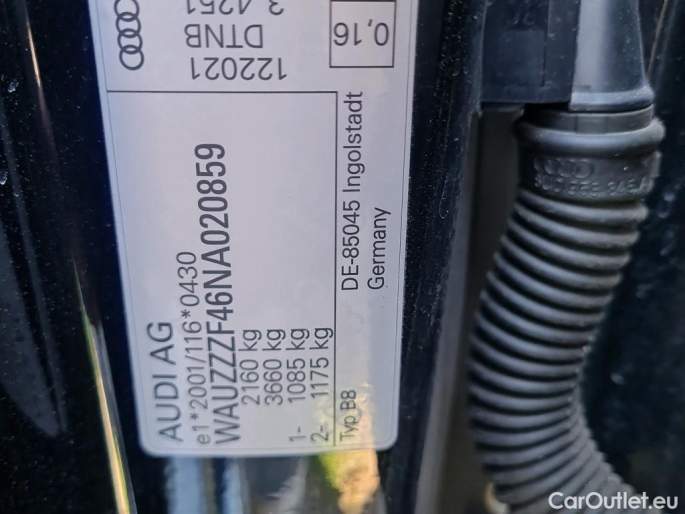 AUDI AG
e1*2001/116*0430
WAUZZZF46NA020859
2160 kg
3660 kg
1- 1085 kg
2- 1175 kg
Typ B8
DE-85045 Ingolstadt
Germany
122021
DTNB
0,16
CarOutlet.eu